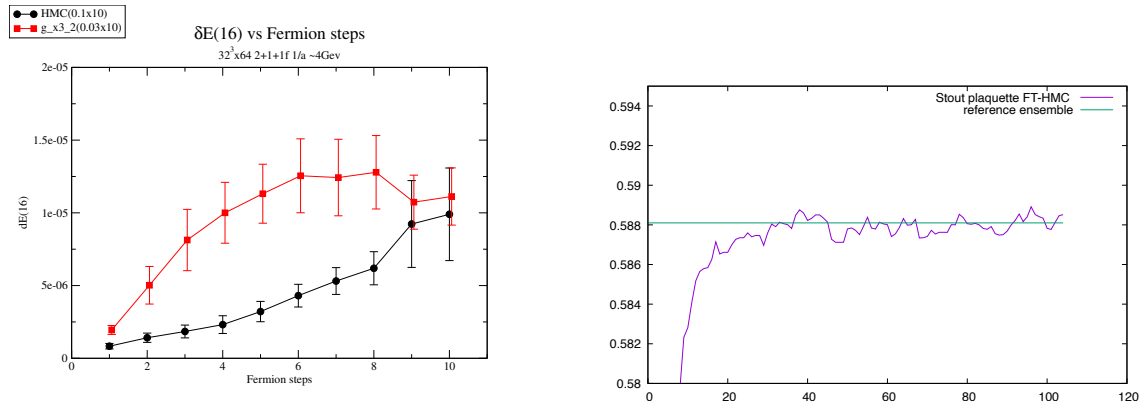 HMC(0.1x10)
g_x3_2(0.03x10)
δE(16) vs Fermion steps
32^3x64 2+1+1f 1/a ~4Gev
2e-05
1.5e-05
1e-05
5e-06
0
dE(16)
0 2 4 6 8 10
Fermion steps
Stout plaquette FT-HMC
reference ensemble
0.594
0.592
0.59
0.588
0.586
0.584
0.582
0.58
0 20 40 60 80 100 120